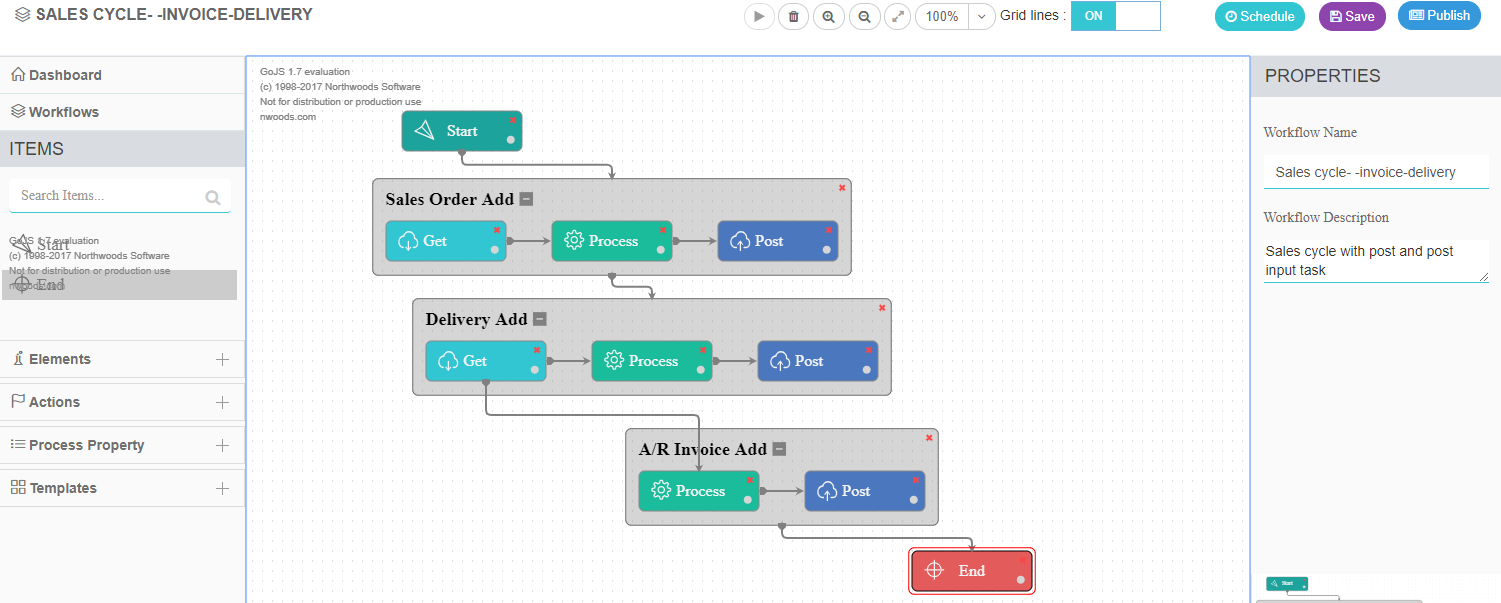 SALES CYCLE- -INVOICE-DELIVERY
100%
Grid lines :
ON
Schedule
Save
Publish
Dashboard
Workflows
ITEMS
Search Items...
Start
GoJS 1.7 evaluation
(c) 1998-2017 Northwoods Software
Not for distribution or production use
nwoods.com
End
Elements
Actions
Process Property
Templates
GoJS 1.7 evaluation
(c) 1998-2017 Northwoods Software
Not for distribution or production use
nwoods.com
Start
Sales Order Add
Get
Process
Post
Delivery Add
Get
Process
Post
A/R Invoice Add
Process
Post
End
PROPERTIES
Workflow Name
Sales cycle- -invoice-delivery
Workflow Description
Sales cycle with post and post
input task
Start